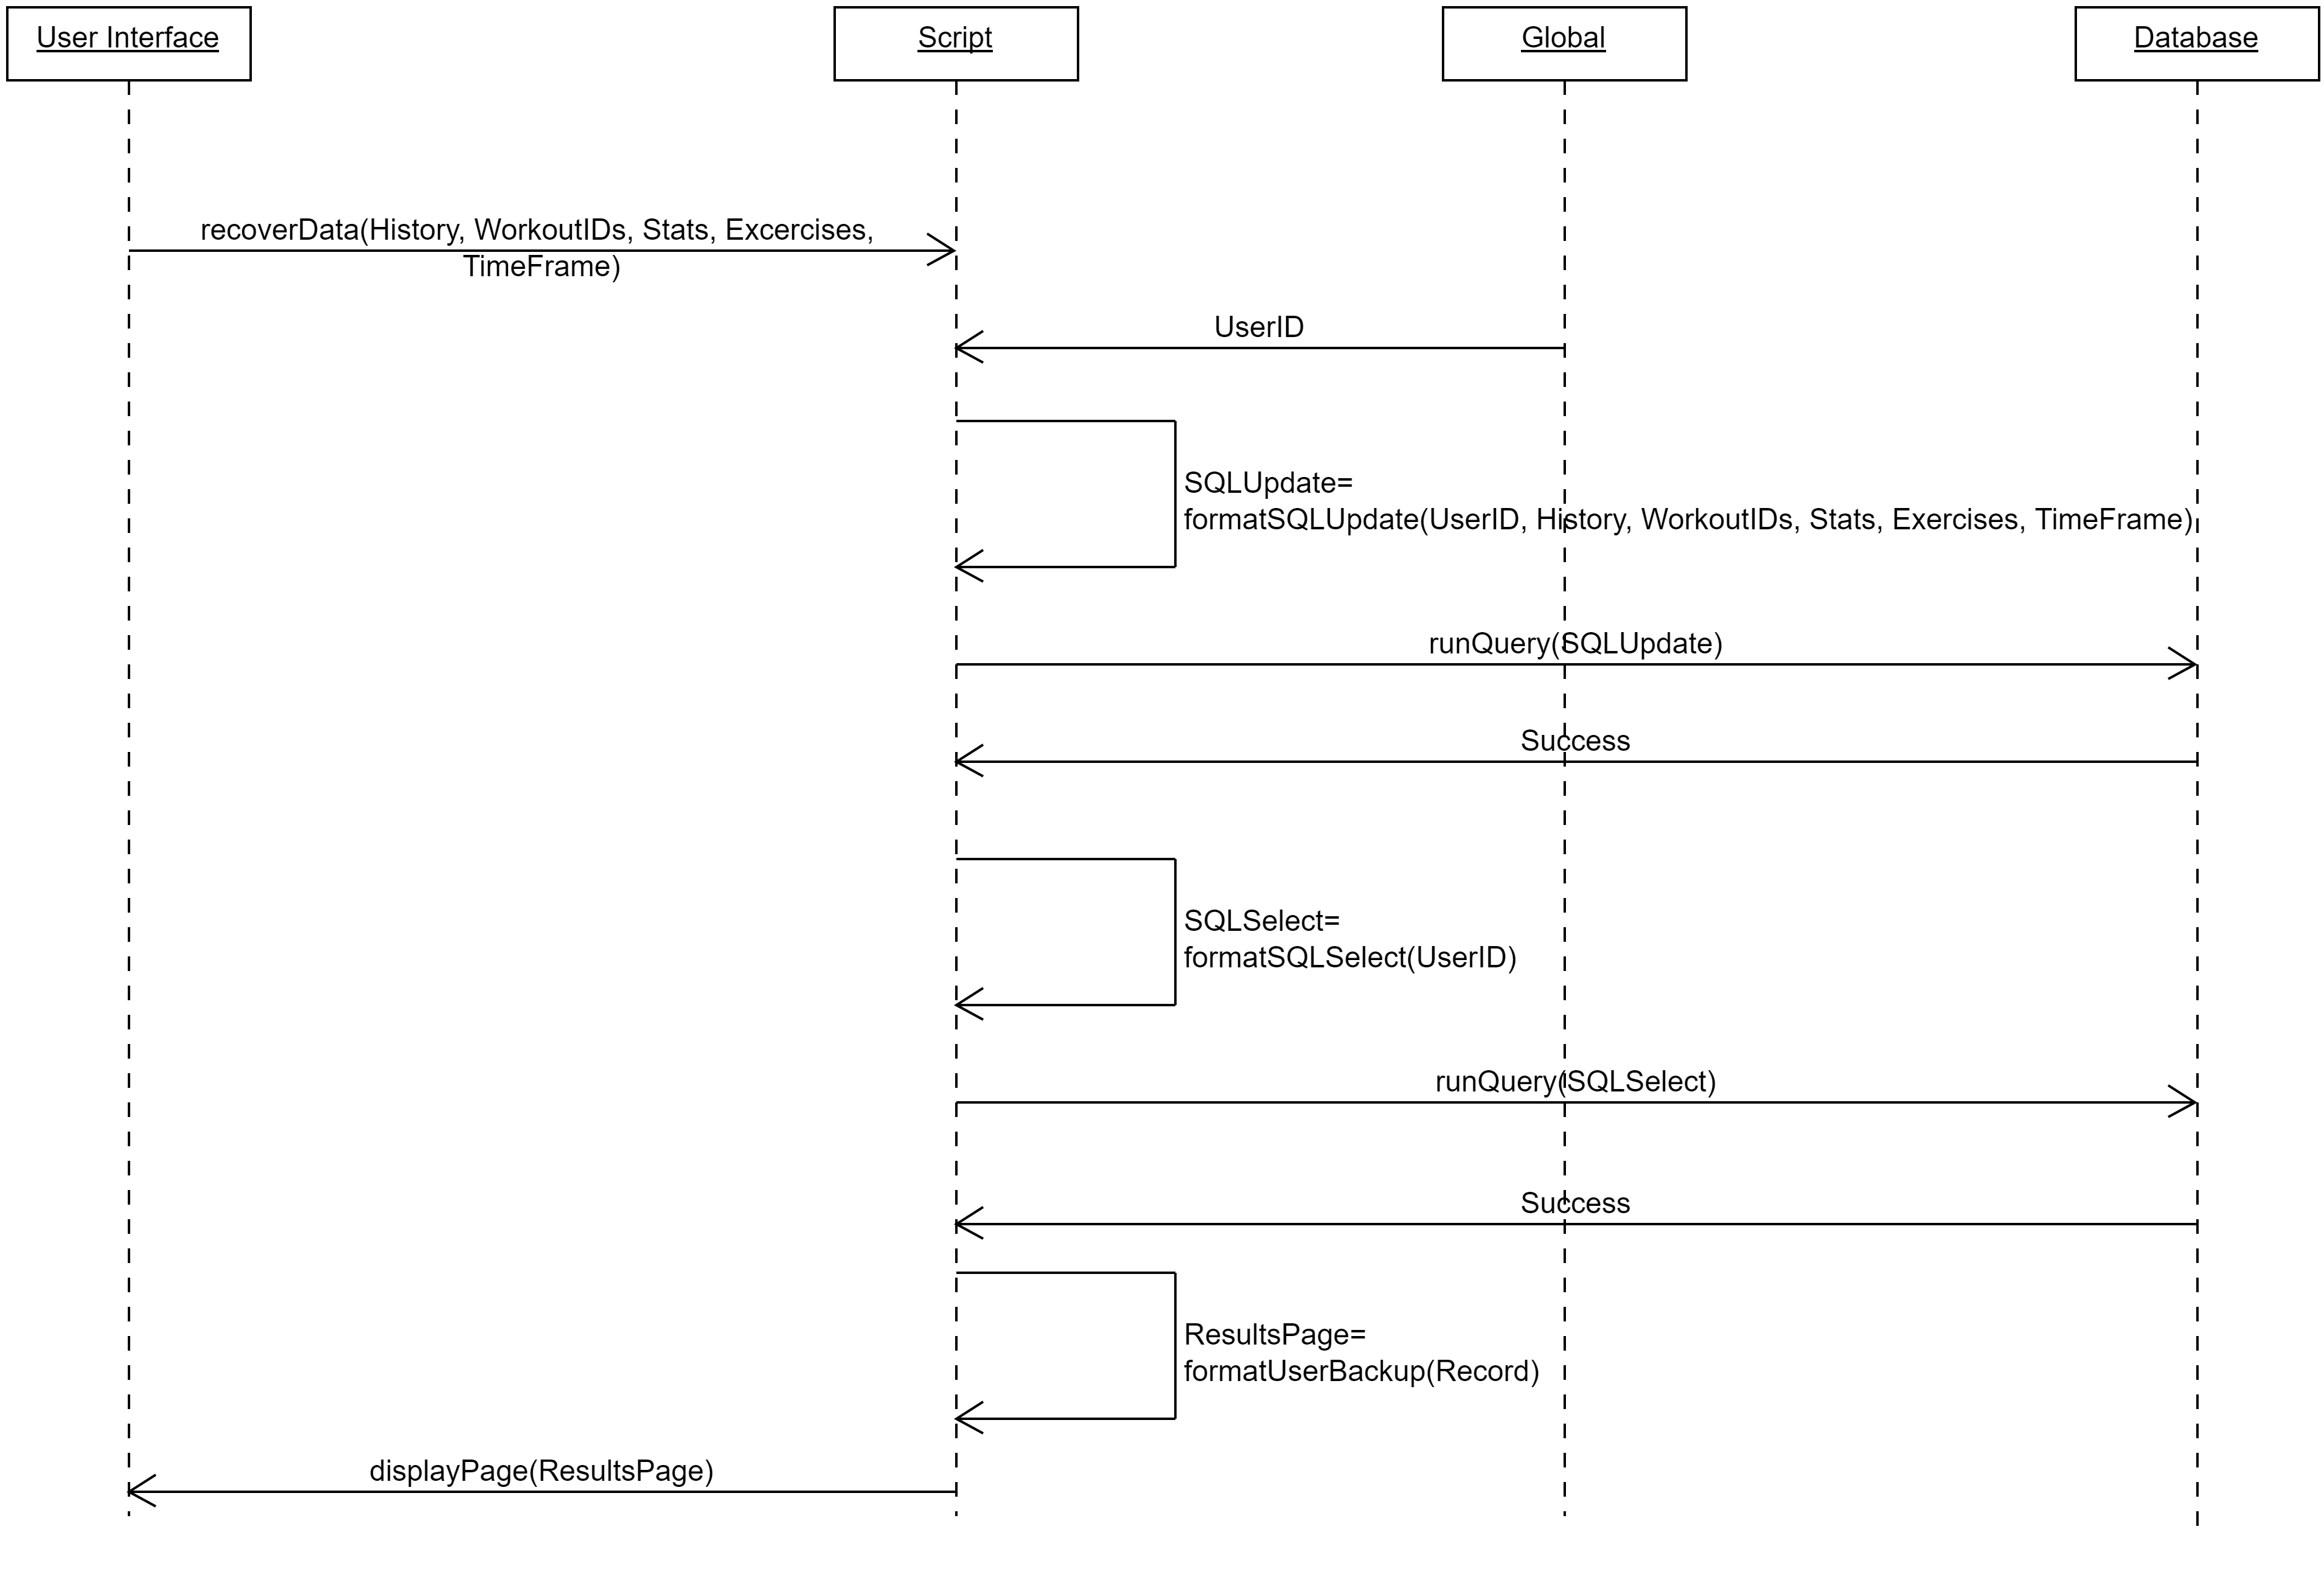 User Interface
Script
Global
Database
recoverData(History, WorkoutIDs, Stats, Excercises,
TimeFrame)
UserID
SQLUpdate=
formatSQLUpdate(UserID, History, WorkoutIDs, Stats, Exercises, TimeFrame)
runQuery(SQLUpdate)
Success
SQLSelect=
formatSQLSelect(UserID)
runQuery(SQLSelect)
Success
ResultsPage=
formatUserBackup(Record)
displayPage(ResultsPage)